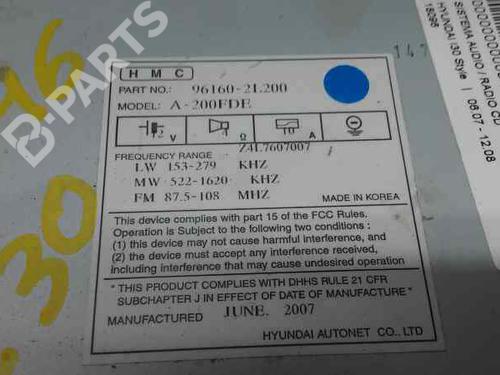 HMC
PART NO.: 96160-2L200
MODEL: A-200FDE
V Ω A
Z4L7607007
FREQUENCY RANGE
LW 153-279 KHZ
MW 522-1620 KHZ
FM 87.5-108 MHZ
MADE IN KOREA
This device complies with part 15 of the FCC Rules.
Operation is Subject to the following two conditions :
(1) this device may not cause harmful interference, and
(2) the device must accept any interference received,
including interference that may cause undesired operation
" THIS PRODUCT COMPLIES WITH DHHS RULE 21 CFR
SUBCHAPTER J IN EFFECT OF DATE OF MANUFACTURE "
MANUFACTURED JUNE. 2007
HYUNDAI AUTONET CO., LTD
B-PARTS
147
SISTEMA AUDIO / RADIO CD
HYUNDAI i30 Style | 06.07 - 12.08
30